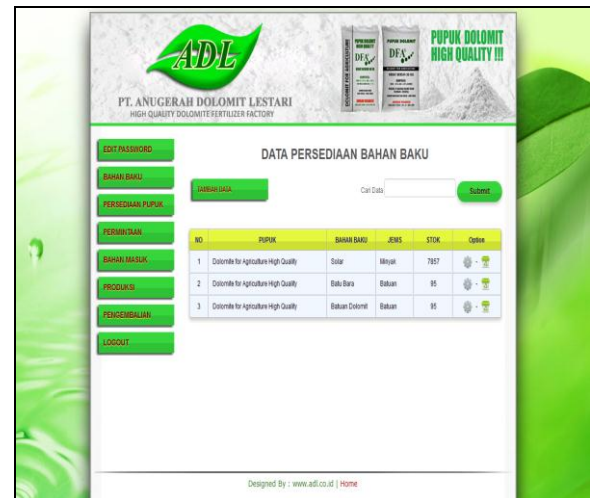 ADL
PT. ANUGERAH DOLOMIT LESTARI
HIGH QUALITY DOLOMITE FERTILIZER FACTORY
DOLOMIT FOR AGRICULTURE
PUPUK DOLOMIT
HIGH QUALITY !!!
EDIT PASSWORD
BAHAN BAKU
PERSEDIAAN PUPUK
PERMINTAAN
BAHAN MASUK
PRODUKSI
PENGEMBALIAN
LOGOUT
DATA PERSEDIAAN BAHAN BAKU
TAMBAH DATA
Cari Data
Submit
NO PUPUK BAHAN BAKU JENIS STOK Option
1 Dolomite for Agriculture High Quality Solar Minyak 7857 -
2 Dolomite for Agriculture High Quality Batu Bara Batuan 95 -
3 Dolomite for Agriculture High Quality Batuan Dolomit Batuan 95 -
Designed By : www.adl.co.id | Home